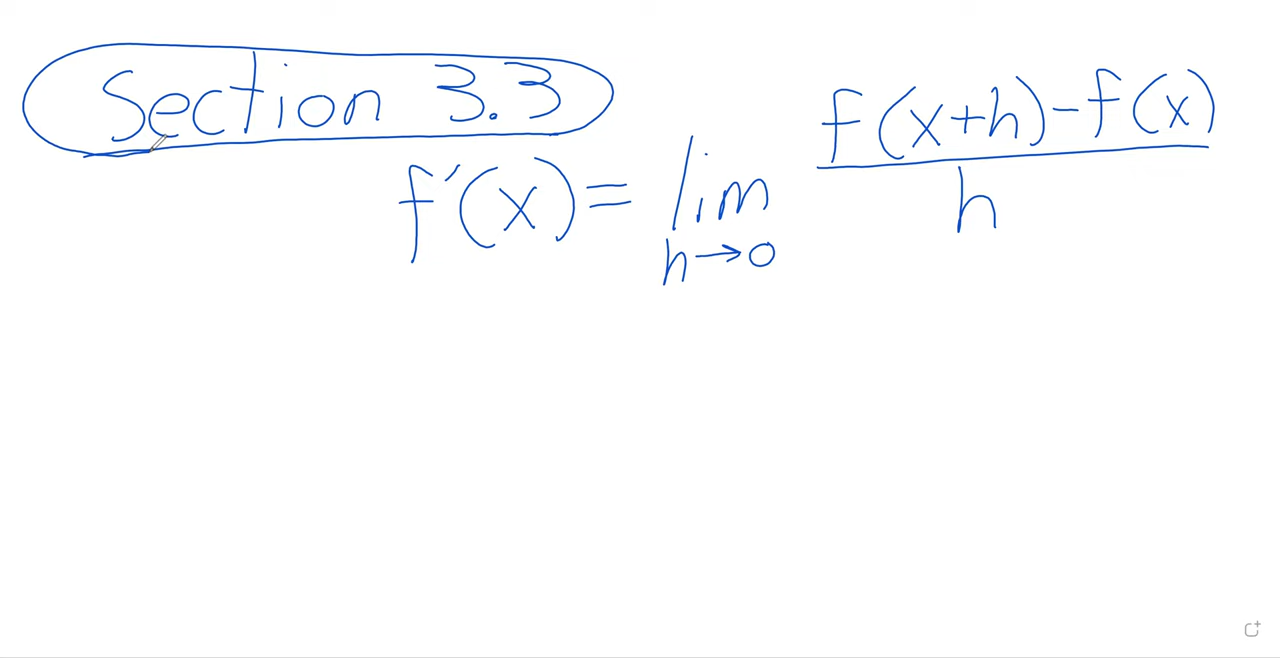 Section 3.3
f'(x) = lim h→0 f(x+h)-f(x) / h